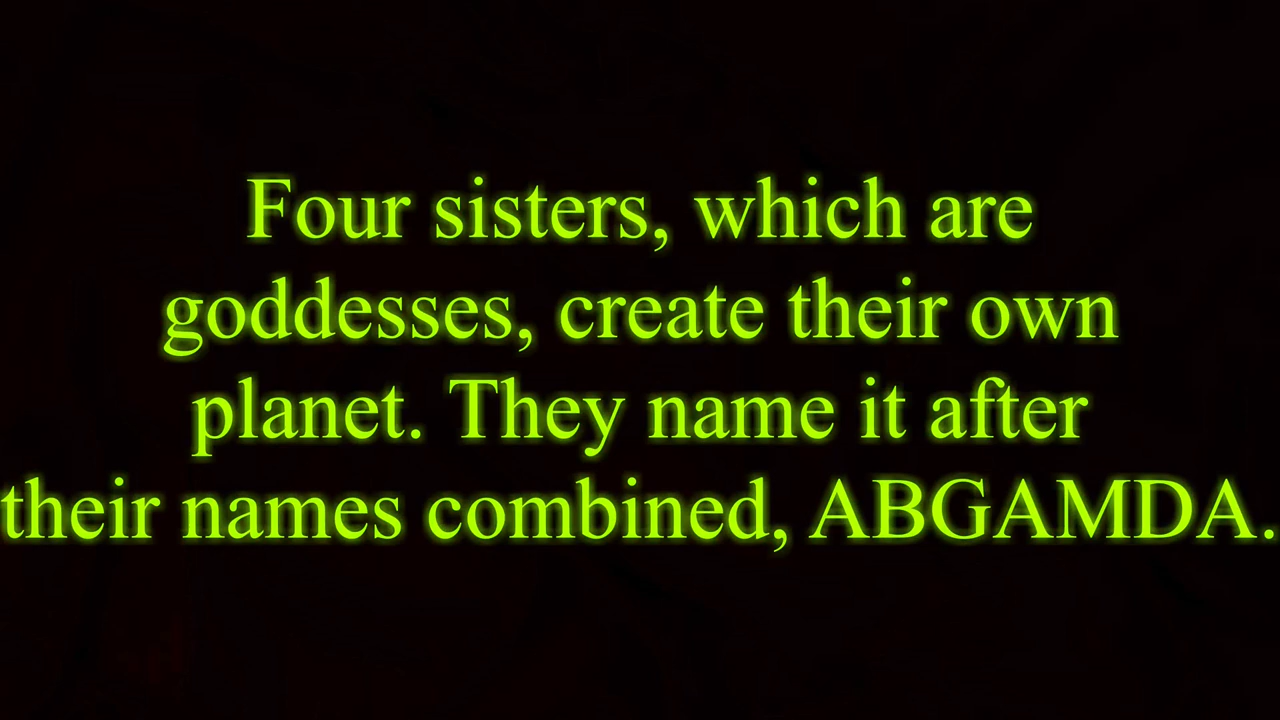 Four sisters, which are
goddesses, create their own
planet. They name it after
their names combined, ABGAMDA.